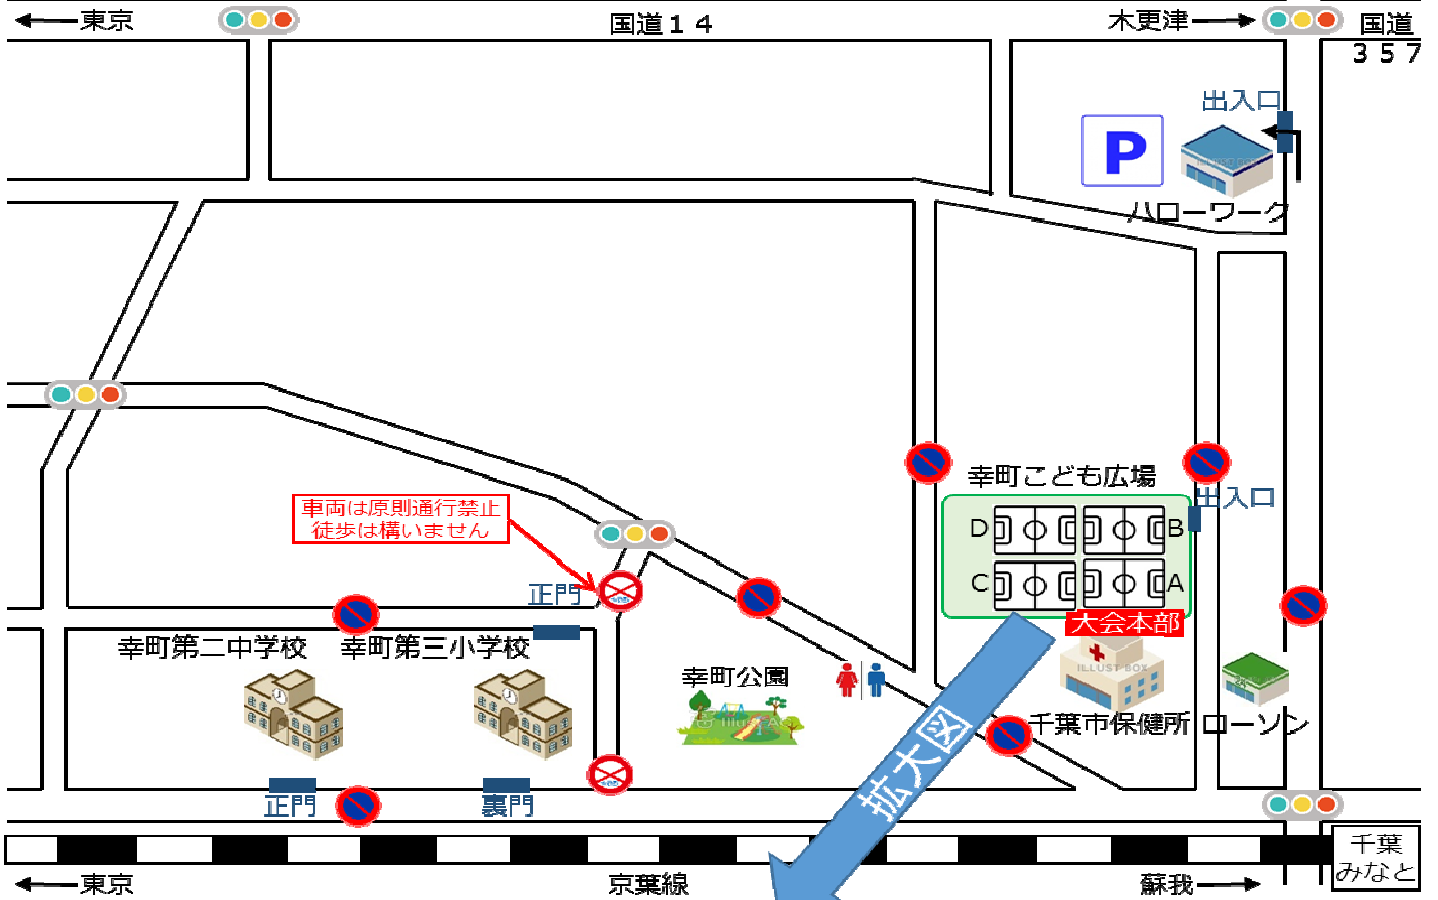 東京
国道１４
木更津
国道
３５７
出入口
P
ILLUST BOX
ハローワーク
幸町こども広場
出入口
D
B
C
A
大会本部
車両は原則通行禁止
徒歩は構いません
正門
幸町第二中学校
幸町第三小学校
幸町公園
ILLUST BOX
千葉市保健所
ローソン
拡大図
正門
裏門
千葉
みなと
東京
京葉線
蘇我